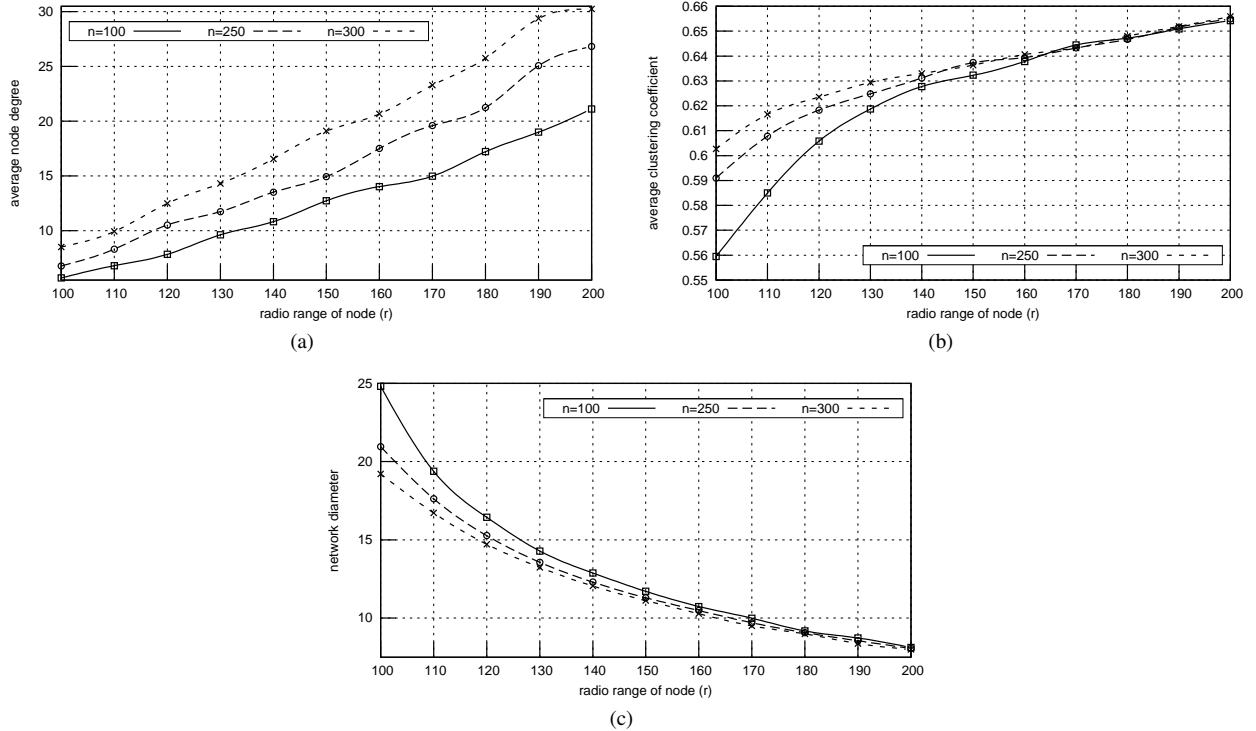 average node degree
30
25
20
15
10
n=100 n=250 n=300
100 110 120 130 140 150 160 170 180 190 200
radio range of node (r)
(a)
average clustering coefficient
0.66
0.65
0.64
0.63
0.62
0.61
0.6
0.59
0.58
0.57
0.56
0.55
n=100 n=250 n=300
100 110 120 130 140 150 160 170 180 190 200
radio range of node (r)
(b)
network diameter
25
20
15
10
n=100 n=250 n=300
100 110 120 130 140 150 160 170 180 190 200
radio range of node (r)
(c)